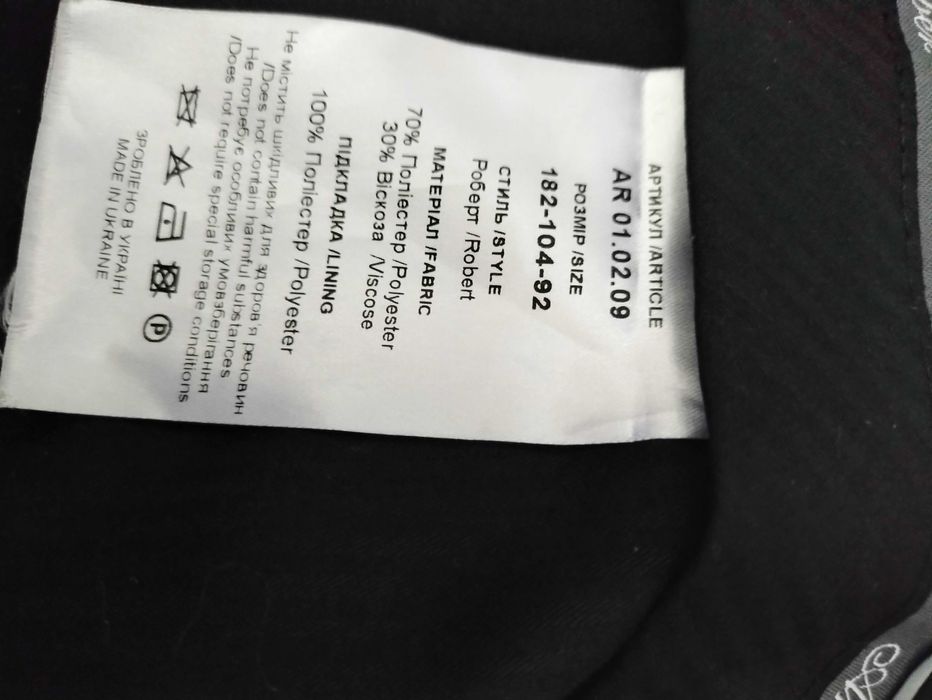 АРТИКУЛ /ARTICLE
AR 01.02.09
РОЗМІР /SIZE
182-104-92
СТИЛЬ /STYLE
Роберт /Robert
МАТЕРІАЛ /FABRIC
70% Поліестер /Polyester
30% Віскоза /Viscose
ПІДКЛАДКА /LINING
100% Поліестер /Polyester
Не містить шкідливих для здоров'я речовин
/Does not contain harmful substances
Не потребує особливих умов зберігання
/Does not require special storage conditions
P
ЗРОБЛЕНО В УКРАЇНІ
MADE IN UKRAINE